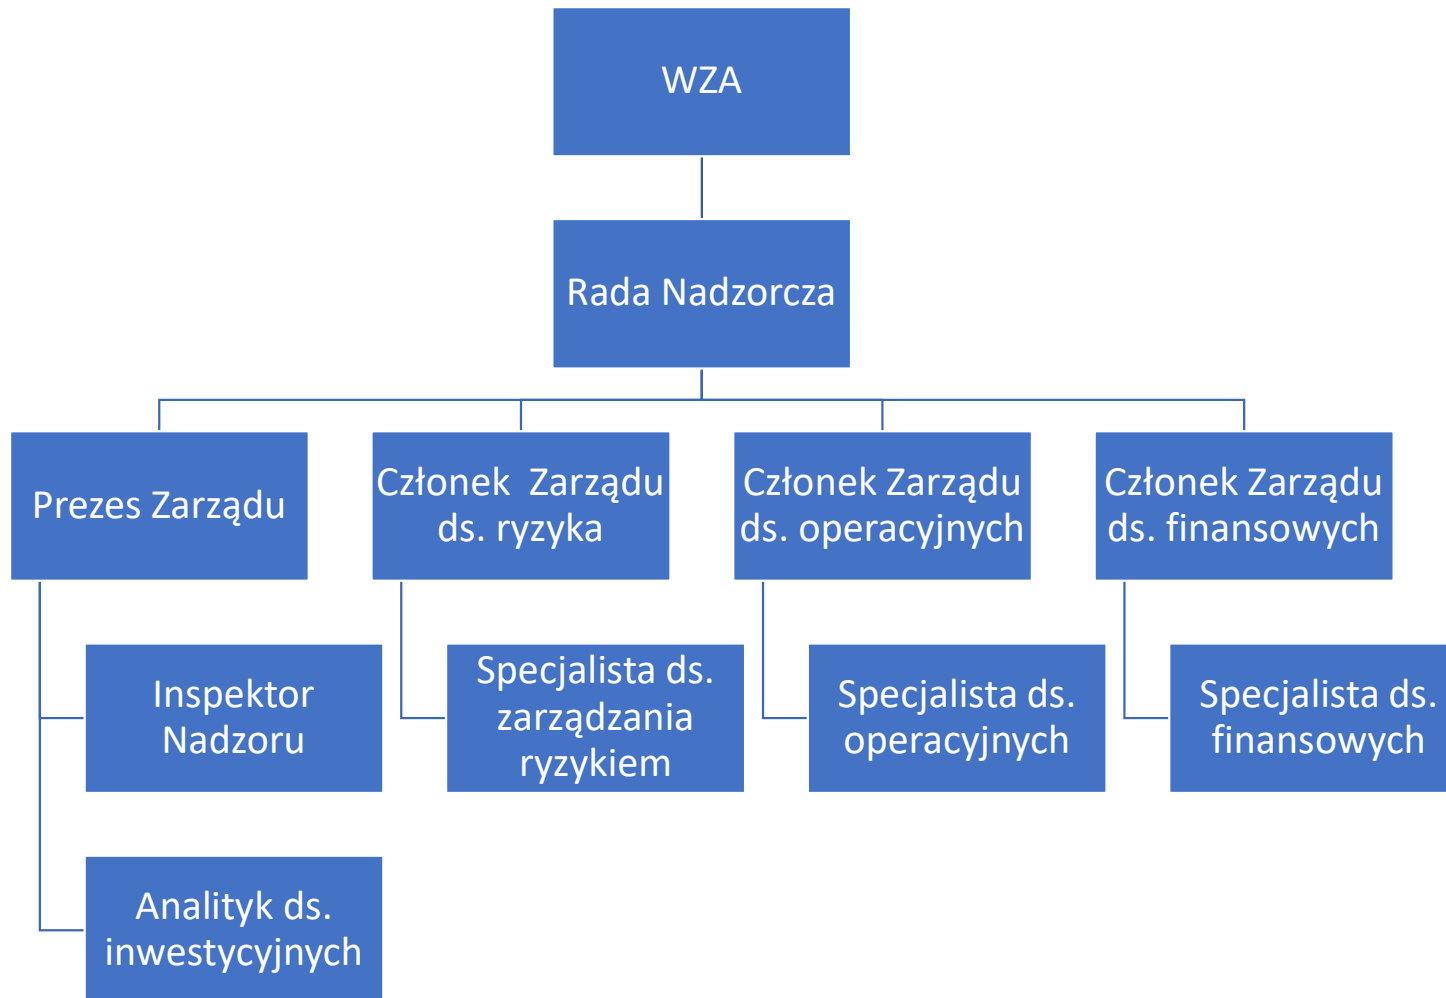 WZA
Rada Nadzorcza
Prezes Zarządu
Członek  Zarządu
ds. ryzyka
Członek Zarządu
ds. operacyjnych
Członek Zarządu
ds. finansowych
Inspektor
Nadzoru
Specjalista ds.
zarządzania
ryzykiem
Specjalista ds.
operacyjnych
Specjalista ds.
finansowych
Analityk ds.
inwestycyjnych